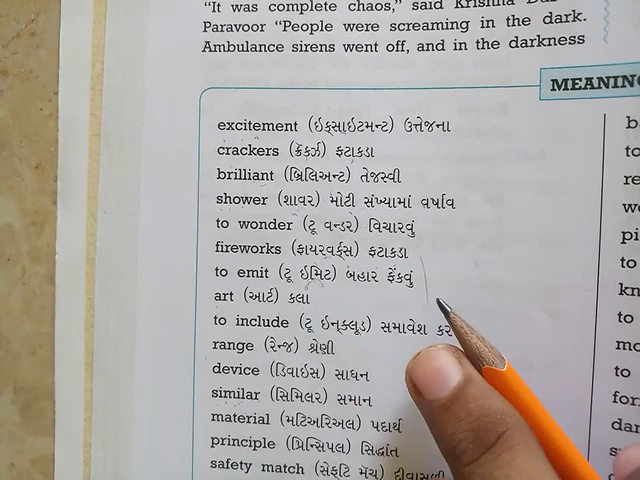 "It was complete chaos," said Krishna
Paravoor "People were screaming in the dark.
Ambulance sirens went off, and in the darkness
MEANING
excitement (ઇક્સાઇટમન્ટ) ઉત્તેજના
crackers (ક્રૅકર્ઝ) ફટાકડા
brilliant (બ્રિલિઅન્ટ) તેજસ્વી
shower (શાવર) મોટી સંખ્યામાં વર્ષાવ
to wonder (ટૂ વન્ડર) વિચારવું
fireworks (ફાયરવર્ક્સ) ફટાકડા
to emit (ટૂ ઇમિટ) બહાર ફેંકવું
art (આર્ટ) કલા
to include (ટૂ ઇન્ક્લૂડ) સમાવેશ
range (રેન્જ) શ્રેણી
device (ડિવાઇસ) સાધન
similar (સિમિલર) સમાન
material (મટિઅરિઅલ) પદાર્થ
principle (પ્રિન્સિપલ) સિદ્ધાંત
safety match (સેફ્ટિ મૅચ) દીવાસળી